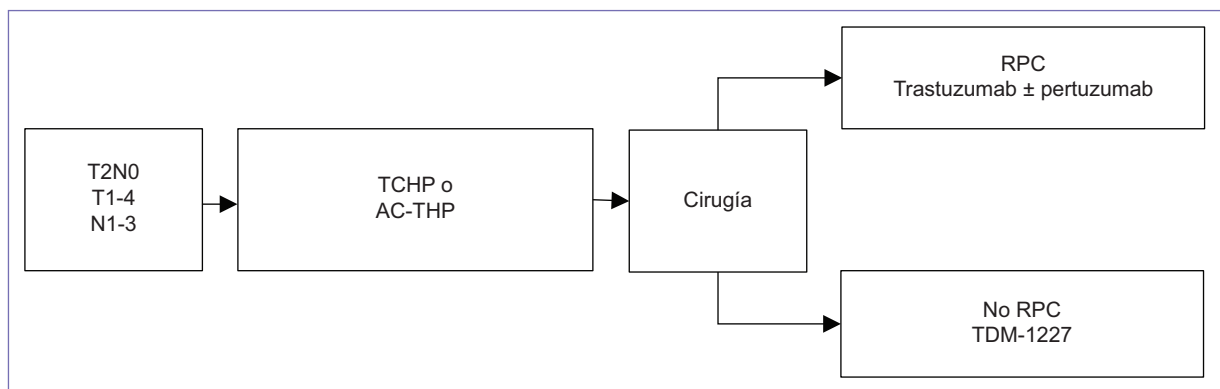 T2N0
T1-4
N1-3
TCHP o
AC-THP
Cirugía
RPC
Trastuzumab ± pertuzumab
No RPC
TDM-1227